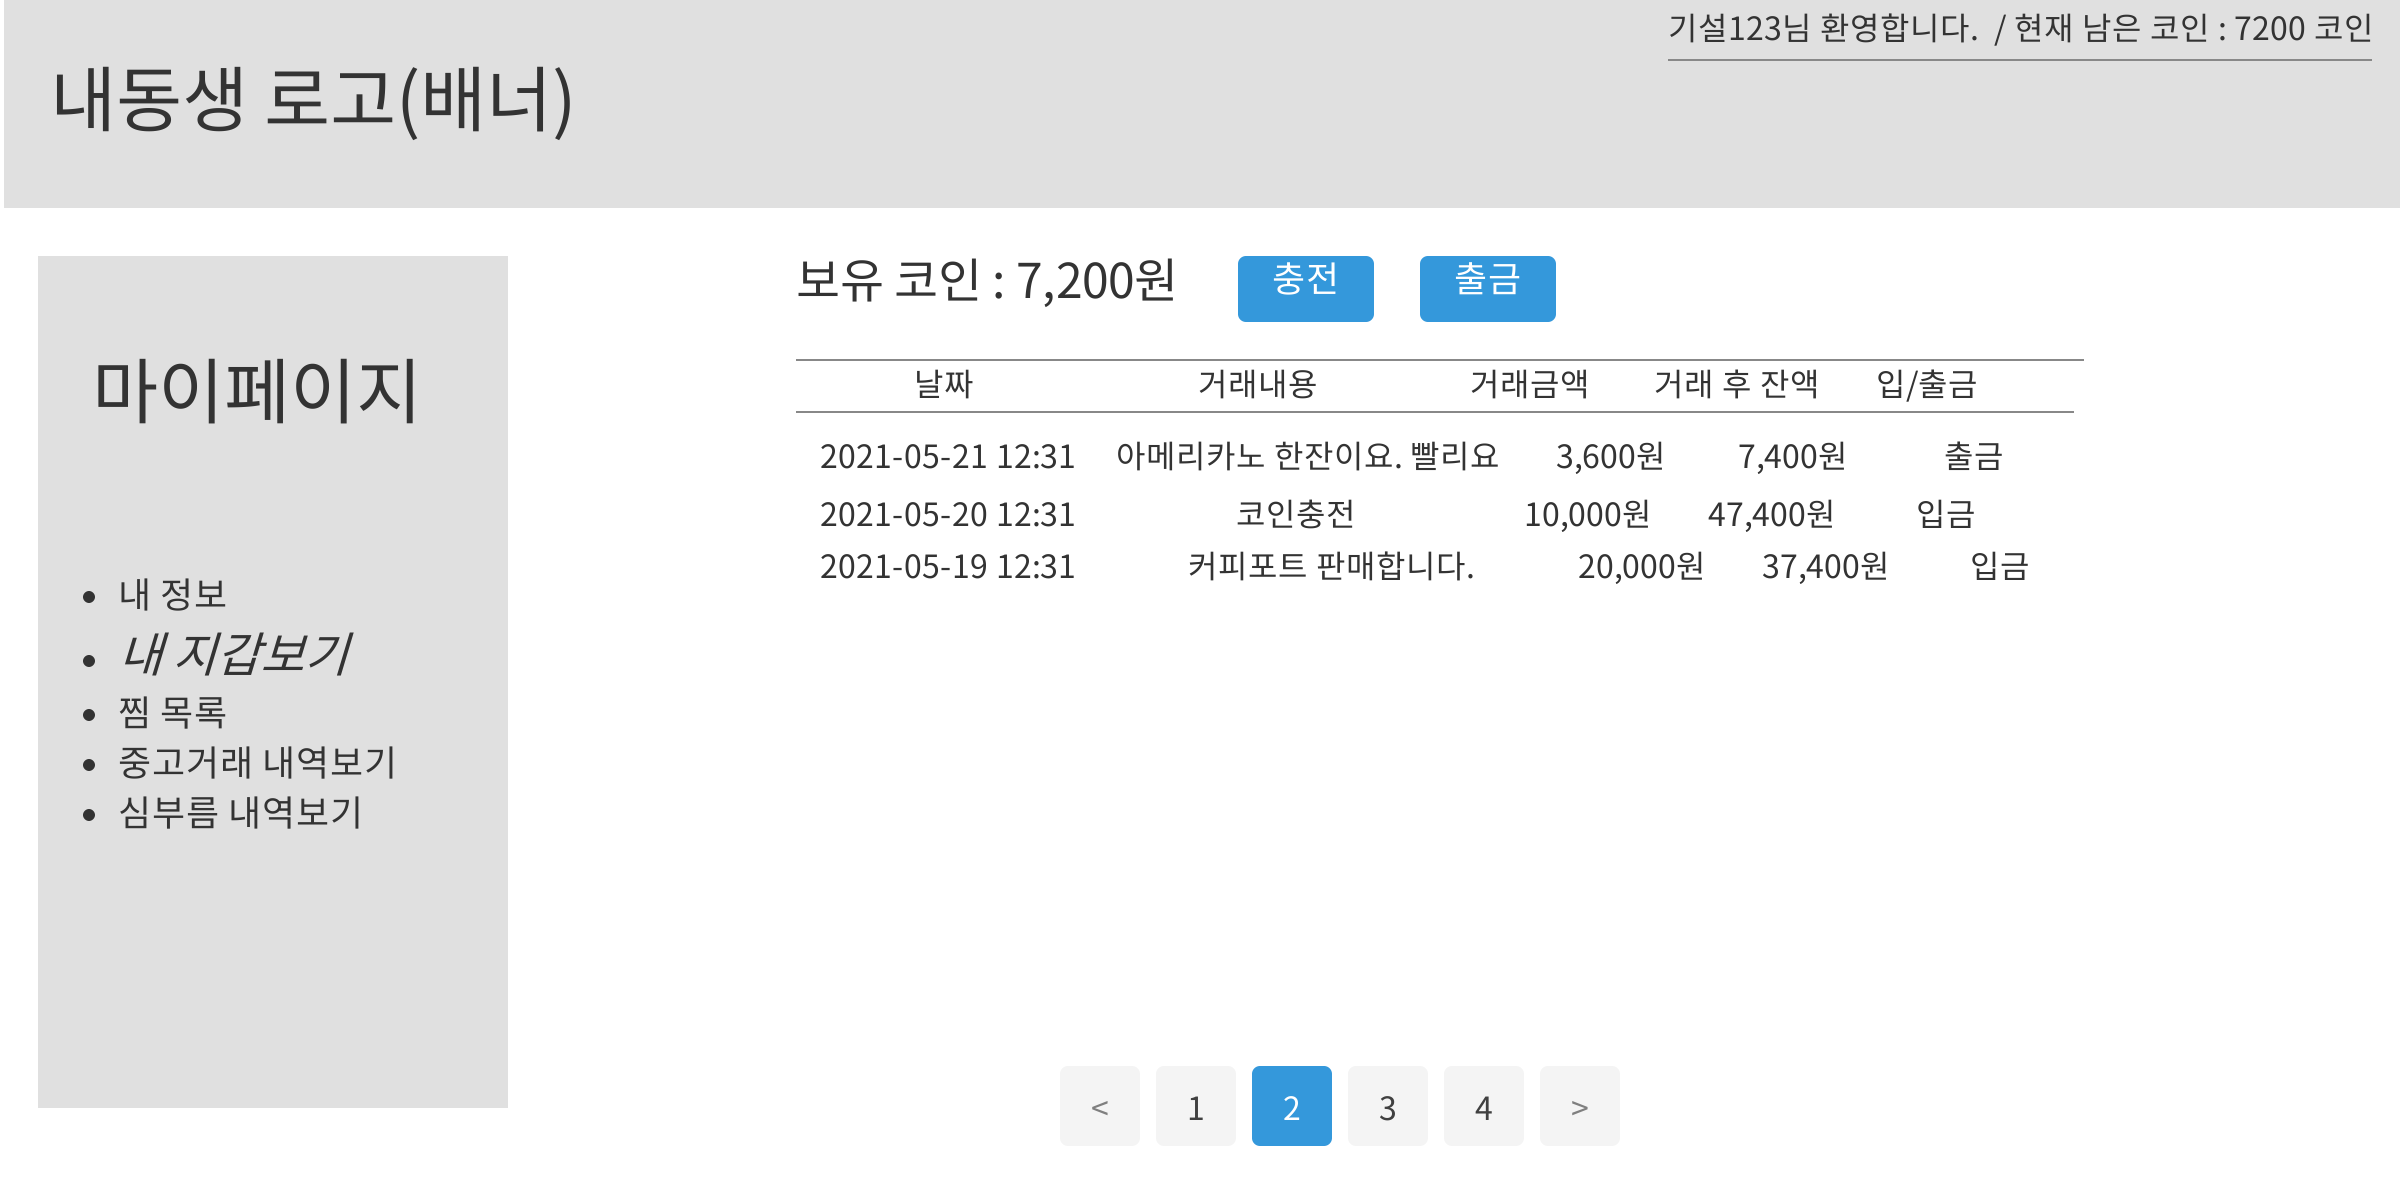 기설123님 환영합니다. / 현재 남은 코인 : 7200 코인
내동생 로고(배너)
마이페이지
• 내 정보
• 내 지갑보기
• 찜 목록
• 중고거래 내역보기
• 심부름 내역보기
보유 코인 : 7,200원 충전 출금
날짜 거래내용 거래금액 거래 후 잔액 입/출금
2021-05-21 12:31 아메리카노 한잔이요. 빨리요 3,600원 7,400원 출금
2021-05-20 12:31 코인충전 10,000원 47,400원 입금
2021-05-19 12:31 커피포트 판매합니다. 20,000원 37,400원 입금
< 1 2 3 4 >